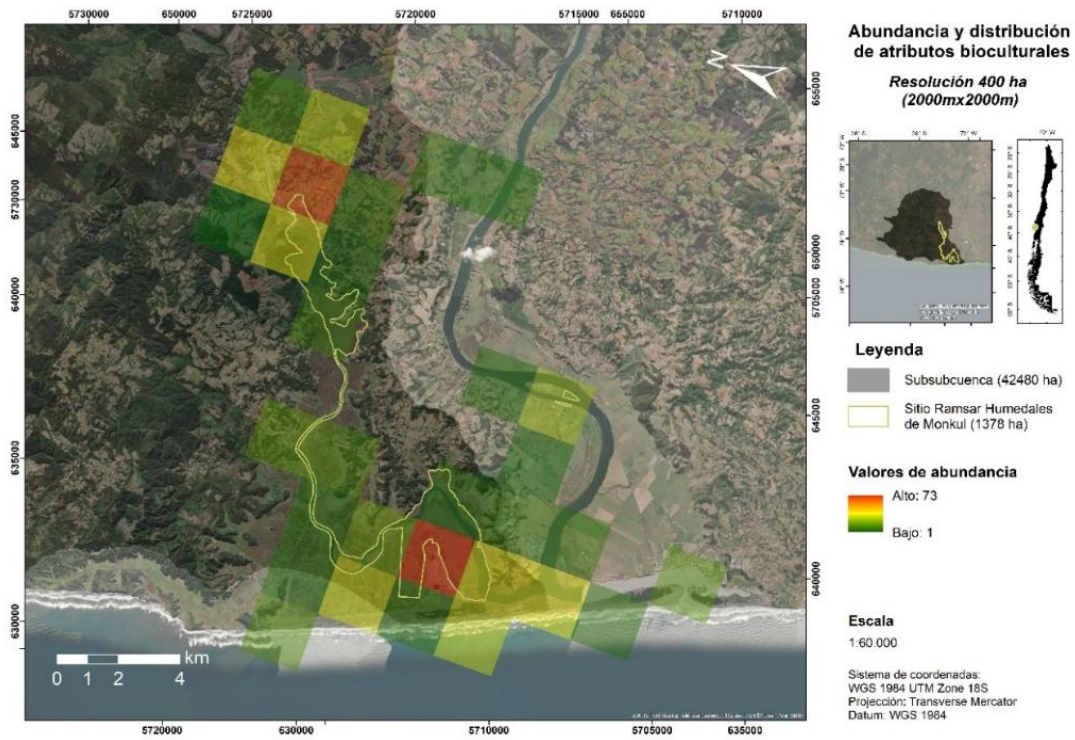 5730000 650000 5725000 5720000 5715000 665000 5710000
Abundancia y distribución
de atributos bioculturales
Resolución 400 ha
(2000mx2000m)
N
645000
5730000
640000
635000
630000
655000
650000
5705000
645000
640000
Leyenda
Subsubcuenca (42480 ha)
Sitio Ramsar Humedales
de Monkul (1378 ha)
Valores de abundancia
Alto: 73
Bajo: 1
Escala
1:60.000
Sistema de coordenadas:
WGS 1984 UTM Zone 18S
Projección: Transverse Mercator
Datum: WGS 1984
km
0 1 2 4
5720000 630000 5710000 5705000 635000